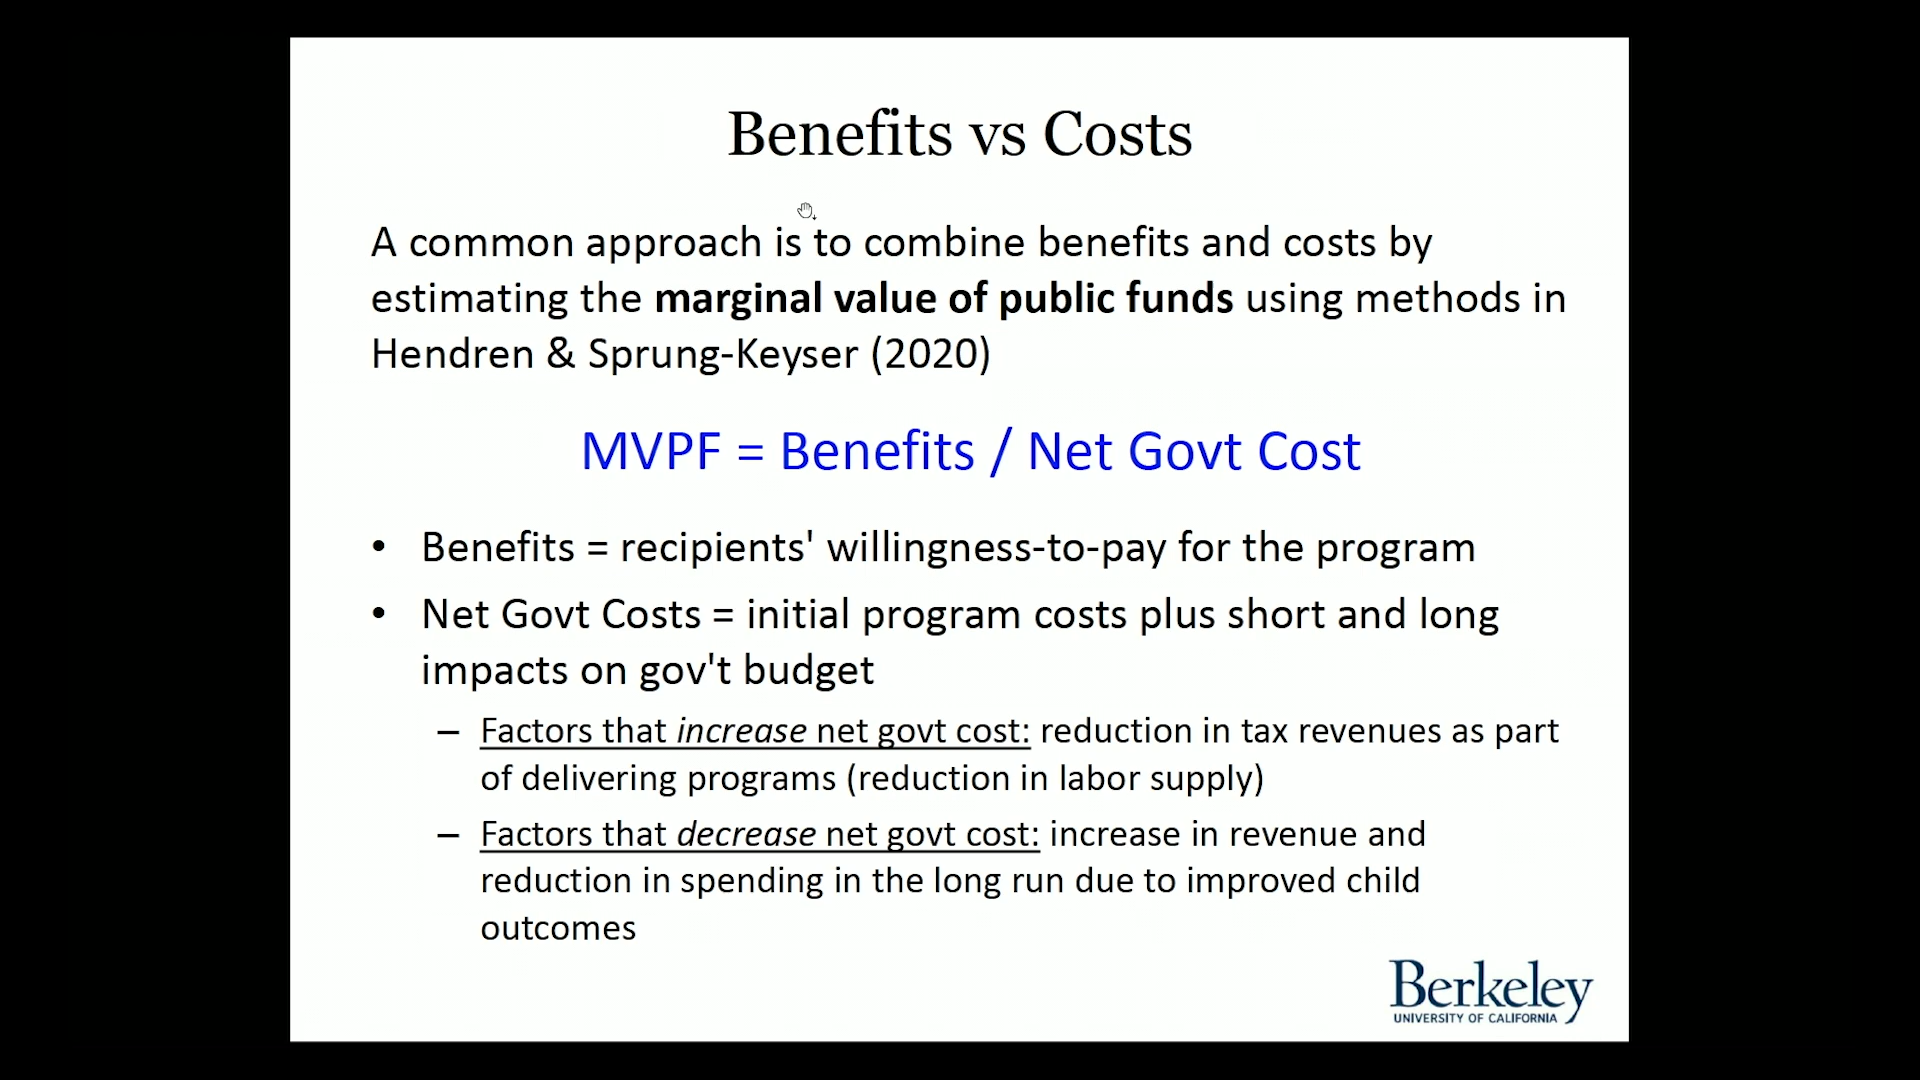 Benefits vs Costs
A common approach is to combine benefits and costs by
estimating the marginal value of public funds using methods in
Hendren & Sprung-Keyser (2020)
MVPF = Benefits / Net Govt Cost
• Benefits = recipients' willingness-to-pay for the program
• Net Govt Costs = initial program costs plus short and long
impacts on gov't budget
– Factors that increase net govt cost: reduction in tax revenues as part
of delivering programs (reduction in labor supply)
– Factors that decrease net govt cost: increase in revenue and
reduction in spending in the long run due to improved child
outcomes
Berkeley
UNIVERSITY OF CALIFORNIA